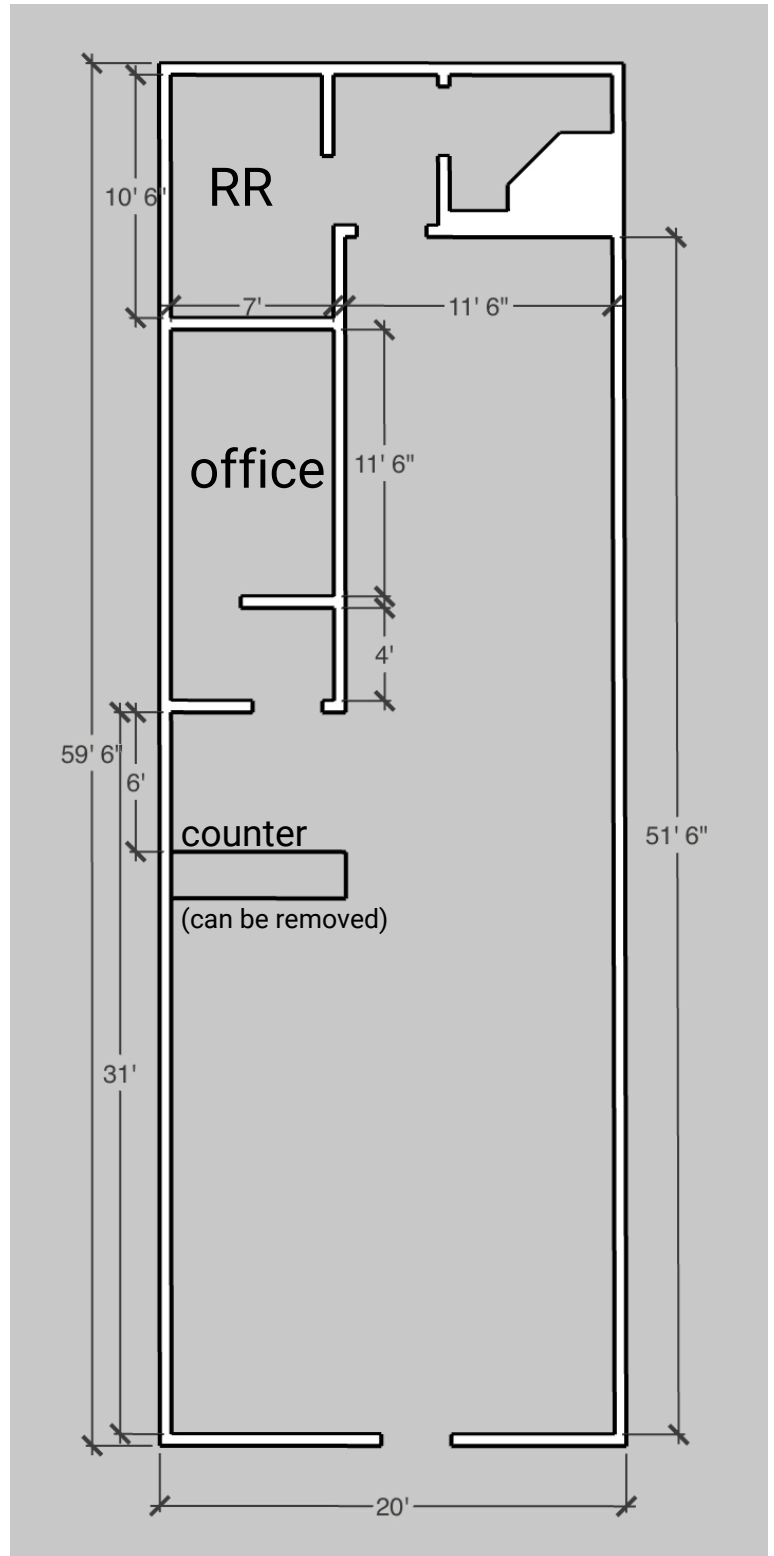 RR
10' 6"
7'
11' 6"
11' 6"
office
4'
59' 6"
6'
counter
51' 6"
(can be removed)
31'
20'